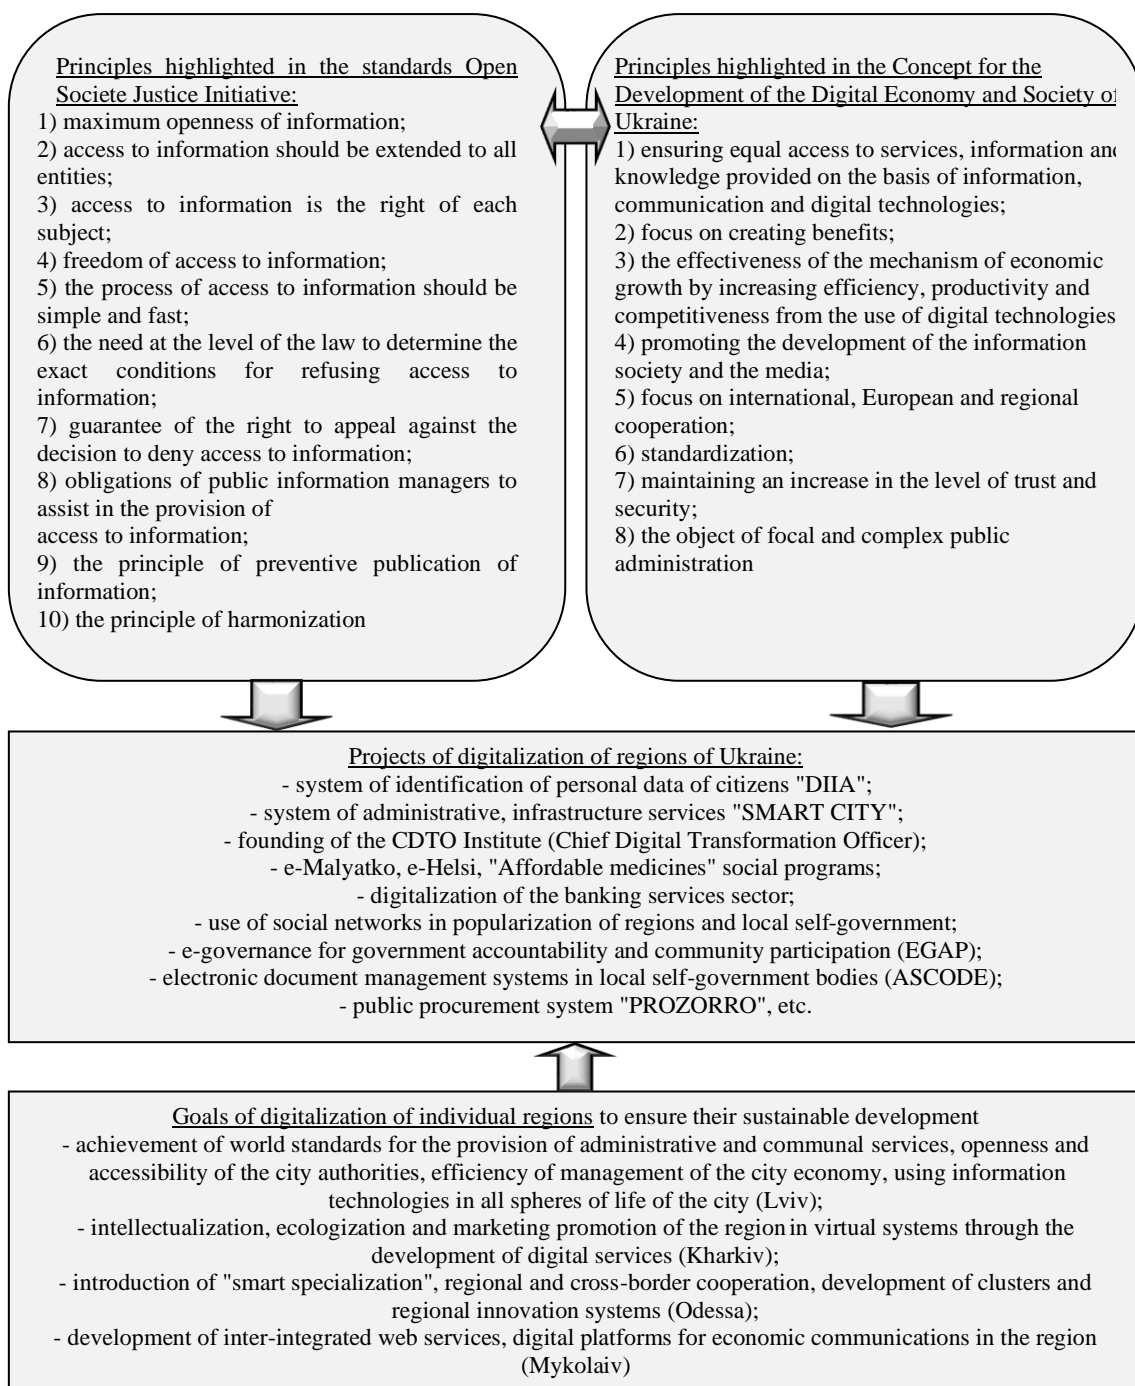 Principles highlighted in the standards Open
Societe Justice Initiative:
1) maximum openness of information;
2) access to information should be extended to all
entities;
3) access to information is the right of each
subject;
4) freedom of access to information;
5) the process of access to information should be
simple and fast;
6) the need at the level of the law to determine the
exact conditions for refusing access to
information;
7) guarantee of the right to appeal against the
decision to deny access to information;
8) obligations of public information managers to
assist in the provision of
access to information;
9) the principle of preventive publication of
information;
10) the principle of harmonization
Principles highlighted in the Concept for the
Development of the Digital Economy and Society of
Ukraine:
1) ensuring equal access to services, information and
knowledge provided on the basis of information,
communication and digital technologies;
2) focus on creating benefits;
3) the effectiveness of the mechanism of economic
growth by increasing efficiency, productivity and
competitiveness from the use of digital technologies
4) promoting the development of the information
society and the media;
5) focus on international, European and regional
cooperation;
6) standardization;
7) maintaining an increase in the level of trust and
security;
8) the object of focal and complex public
administration
Projects of digitalization of regions of Ukraine:
- system of identification of personal data of citizens "DIIA";
- system of administrative, infrastructure services "SMART CITY";
- founding of the CDTO Institute (Chief Digital Transformation Officer);
- e-Malyatko, e-Helsi, "Affordable medicines" social programs;
- digitalization of the banking services sector;
- use of social networks in popularization of regions and local self-government;
- e-governance for government accountability and community participation (EGAP);
- electronic document management systems in local self-government bodies (ASCODE);
- public procurement system "PROZORRO", etc.
Goals of digitalization of individual regions to ensure their sustainable development
- achievement of world standards for the provision of administrative and communal services, openness and
accessibility of the city authorities, efficiency of management of the city economy, using information
technologies in all spheres of life of the city (Lviv);
- intellectualization, ecologization and marketing promotion of the region in virtual systems through the
development of digital services (Kharkiv);
- introduction of "smart specialization", regional and cross-border cooperation, development of clusters and
regional innovation systems (Odessa);
- development of inter-integrated web services, digital platforms for economic communications in the region
(Mykolaiv)